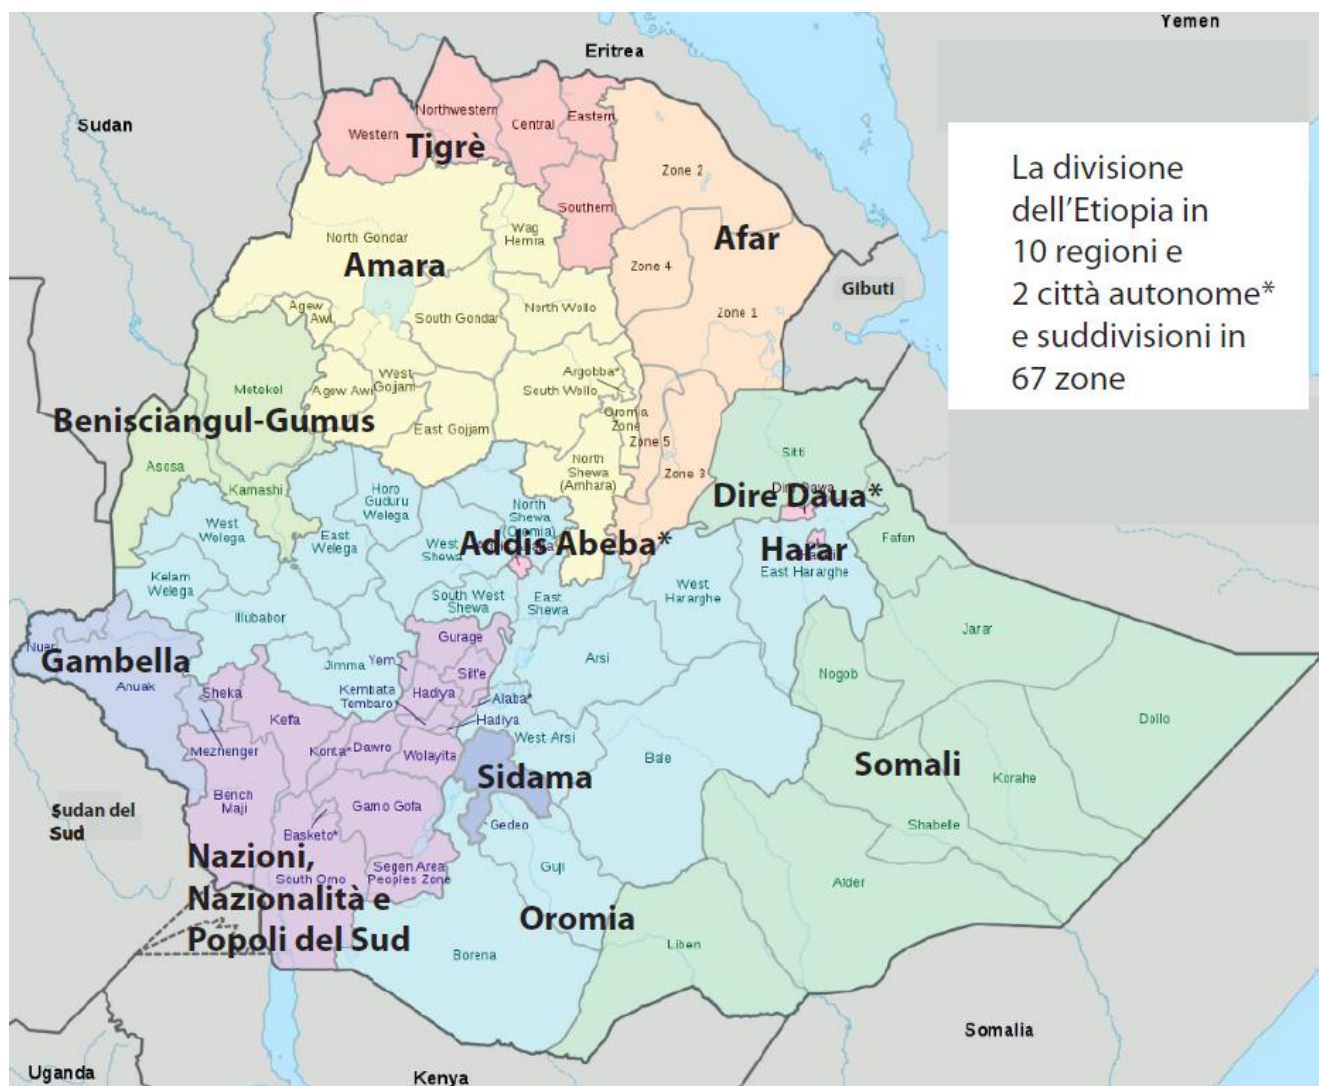 Yemen
Eritrea
Sudan
La divisione
dell'Etiopia in
10 regioni e
2 città autonome*
e suddivisioni in
67 zone
Northwestern
Western
Central
Eastern
Tigrè
Zone 2
Southern
North Gondar
Wag
Hemra
Afar
Amara
Zone 4
Gibuti
Agew
Awi
South Gondar
North Wollo
Zone 1
Metekel
Agew Awi
West
Gojjam
Argobba*
South Wollo
Benisciangul-Gumus
East Gojjam
Oromia
Zone
Zone 5
Asosa
Kamashi
North
Shewa
(Amhara)
Zone 3
Sitti
Horo
Guduru
Welega
North
Shewa
(Oromia)
Dire Dawa
Dire Daua*
West
Welega
East
Welega
West
Shewa
Addis Abeba*
Harar
East Hararghe
Fafan
Kelam
Welega
South West
Shewa
East
Shewa
West
Hararghe
Illubabor
Gurage
Nuer
Gambella
Anuak
Jimma
Yem
Silt'e
Arsi
Jarar
Sheka
Kembata
Tembaro
Hadiya
Alaba*
Nogob
Keffa
Hadiya
Dollo
Mezhenger
Konta*
Dawro
Wolayita
West Arsi
Bale
Somali
Sidama
Korahe
Bench
Maji
Gamo Gofa
Sudan del
Sud
Basketo*
Gedeo
Shabelle
Nazioni,
Nazionalità e
Popoli del Sud
South Omo
Segen Area
Peoples Zone
Guji
Afder
Oromia
Liben
Borena
Somalia
Uganda
Kenya